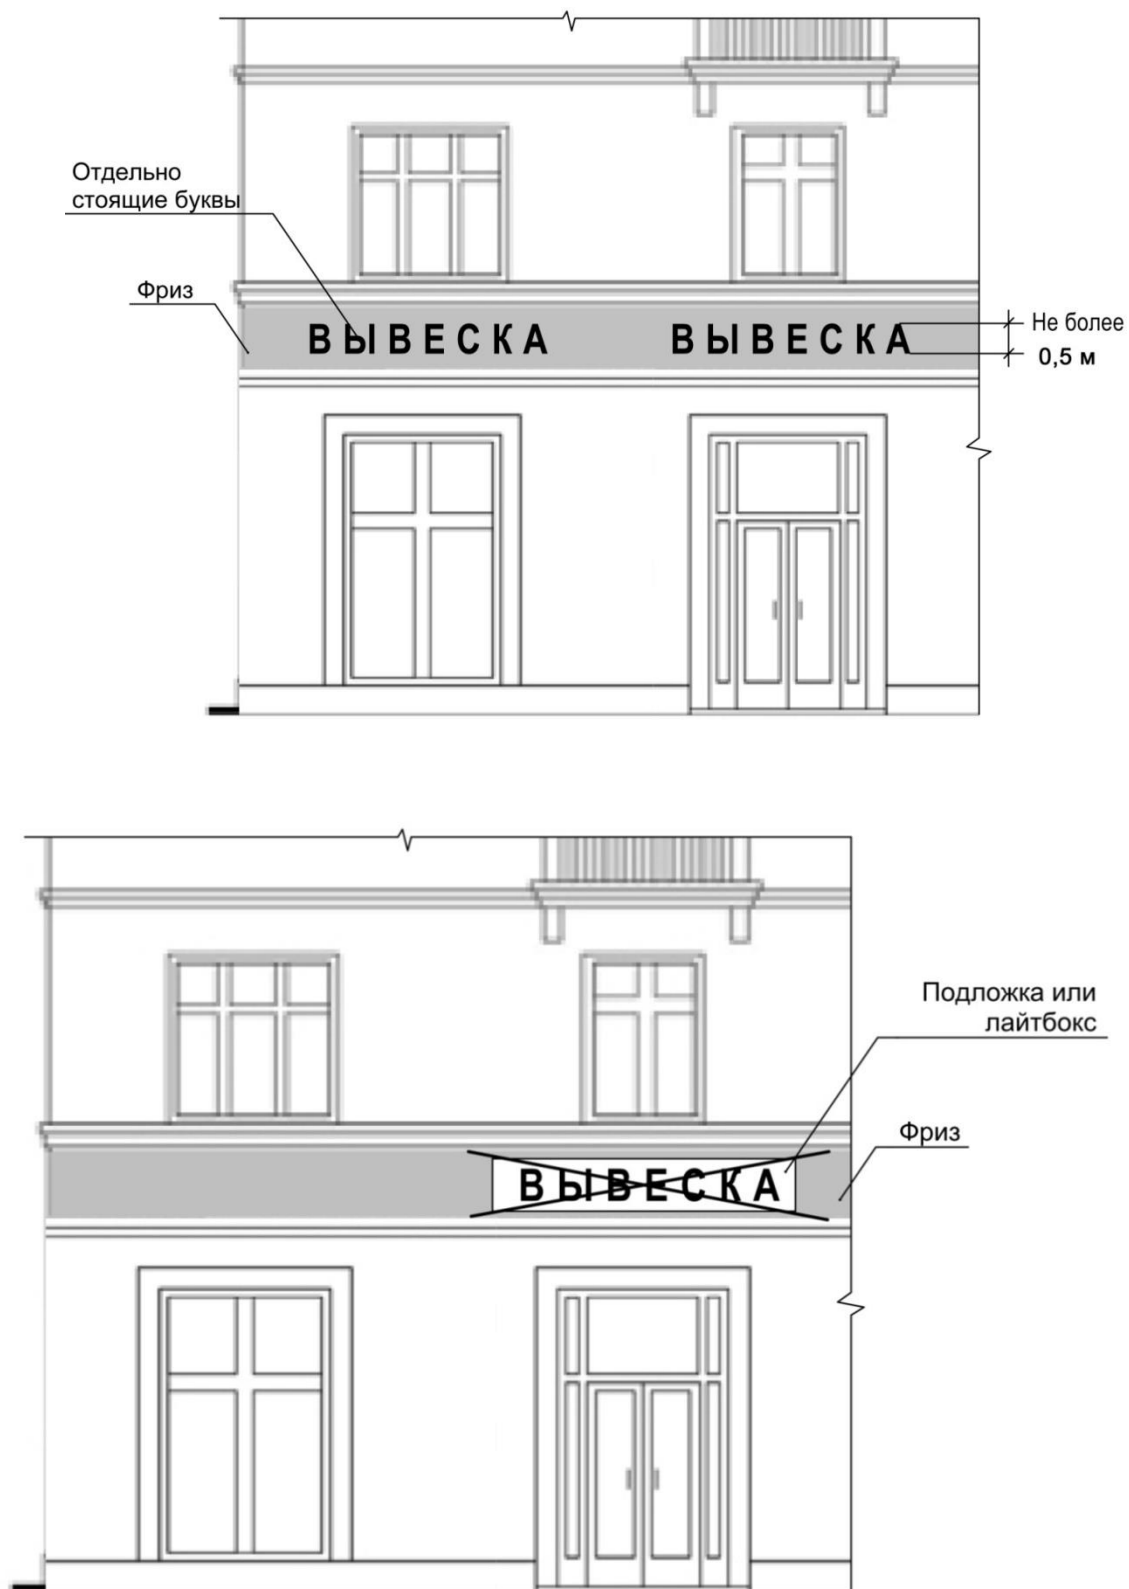 Отдельно
стоящие буквы
Фриз
ВЫВЕСКА ВЫВЕСКА
Не более
0,5 м
Подложка или
лайтбокс
Фриз
ВЫВЕСКА